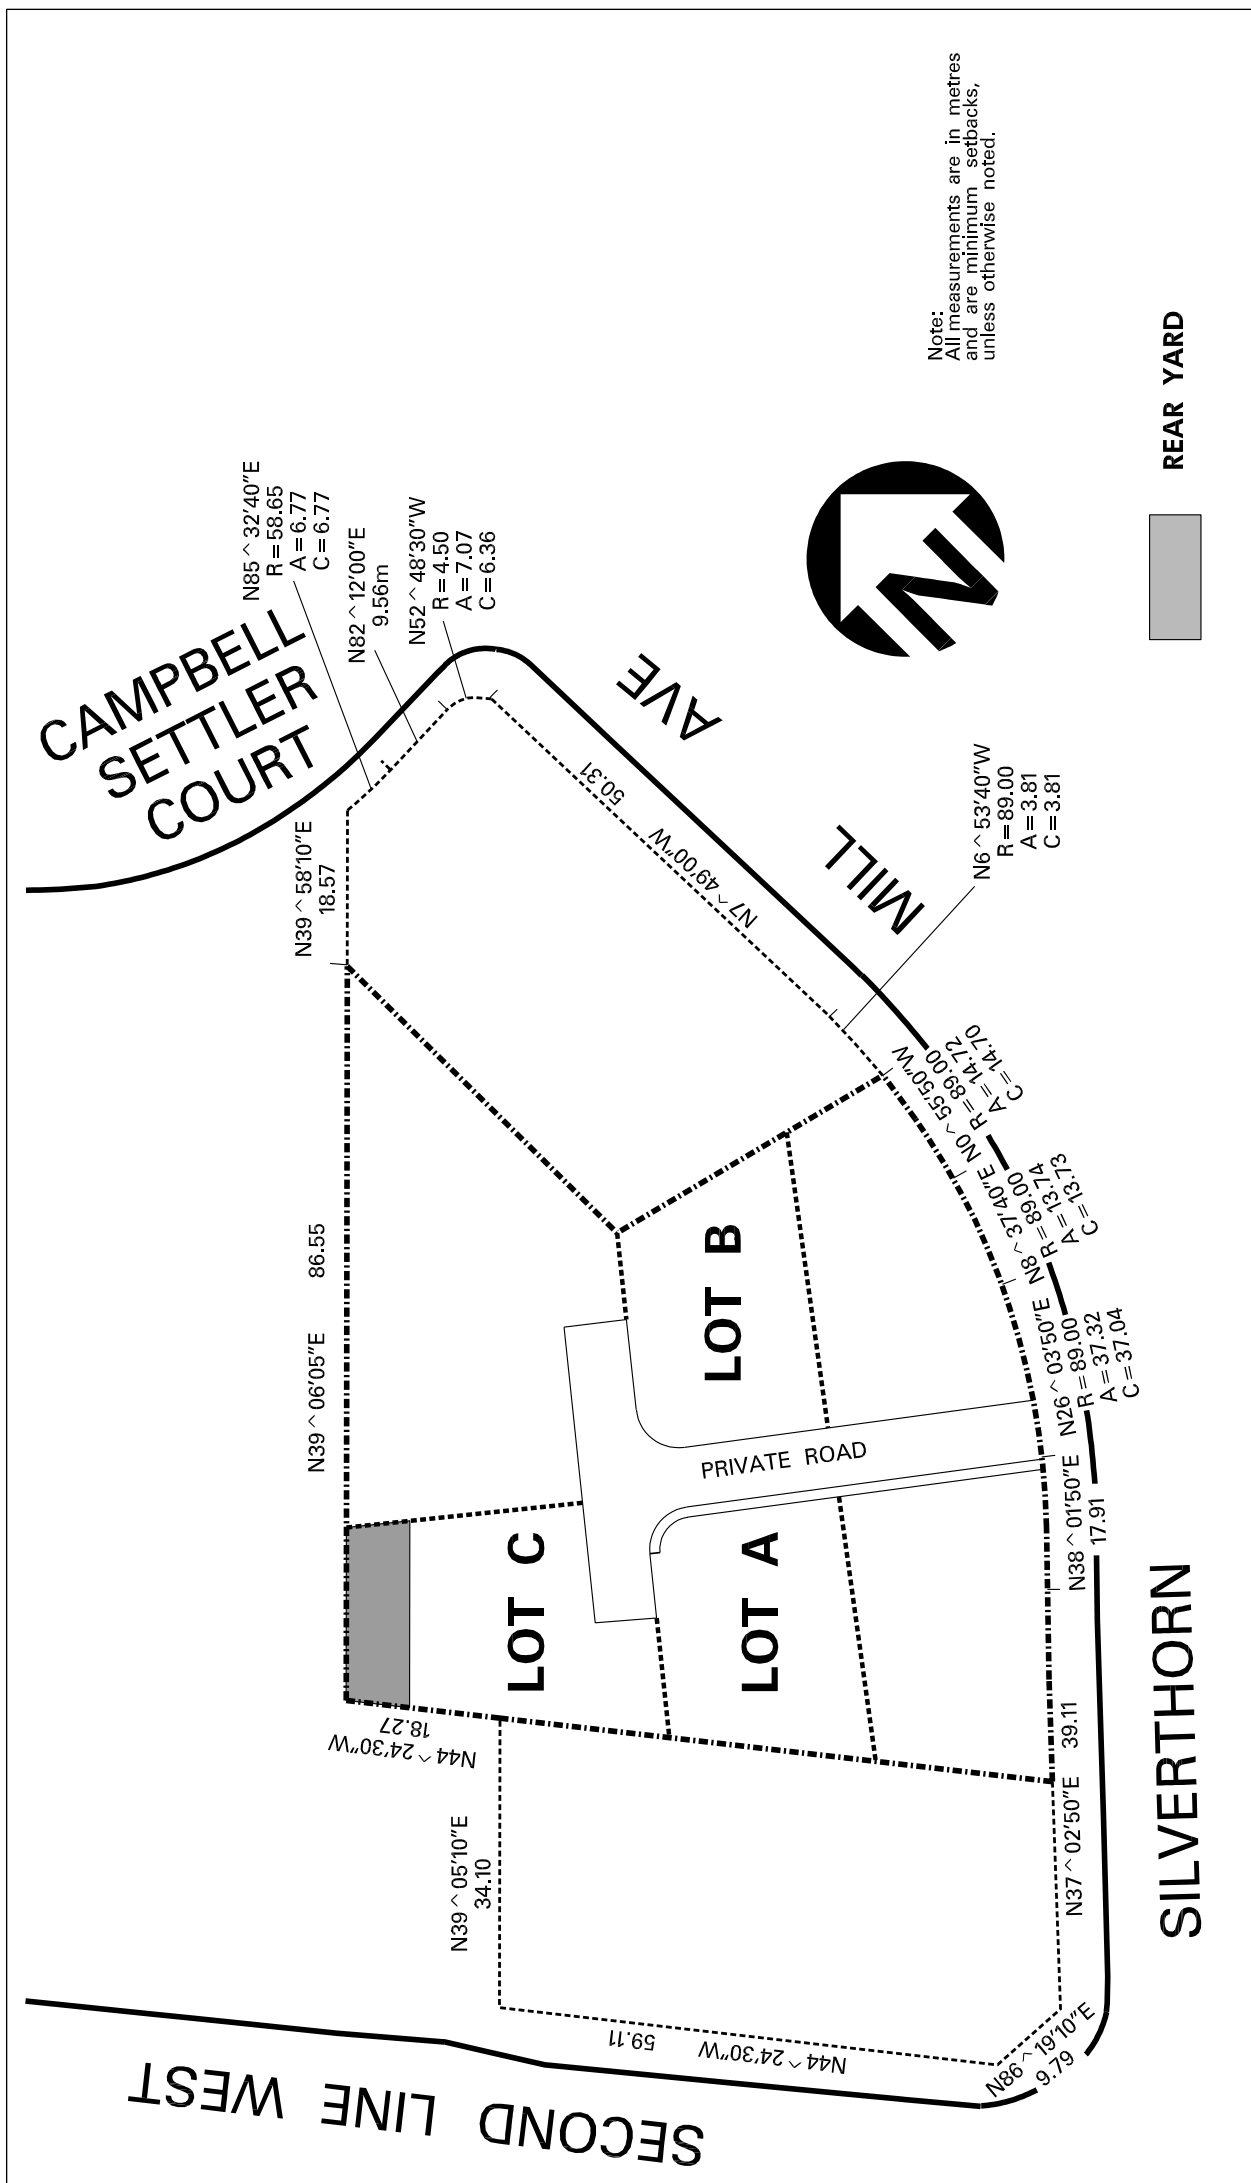 CAMPBELL
SETTLER
COURT
N85^32'40"E
R=58.65
A=6.77
C=6.77
N82^12'00"E
9.56m
N52^48'30"W
R=4.50
A=7.07
C=6.36
N39^58'10"E
18.57
N39^06'05"E 86.55
N44^24'30"W
18.27
N39^05'10"E
34.10
N44^24'30"W 59.11
SECOND LINE WEST
N86^19'10"E
9.79
N37^02'50"E 39.11
N38^01'50"E
17.91
N26^03'50"E
R=89.00
A=37.32
C=37.04
N8^37'40"E
R=89.00
A=13.74
C=13.73
N0^55'50"W
R=89.00
A=14.72
C=14.70
N6^53'40"W
R=89.00
A=3.81
C=3.81
N7^49'00"W 50.31
LOT C
LOT A
LOT B
PRIVATE ROAD
SILVERTHORN
MILL
AVE
N
Note:
All measurements are in metres
and are minimum setbacks,
unless otherwise noted.
REAR YARD